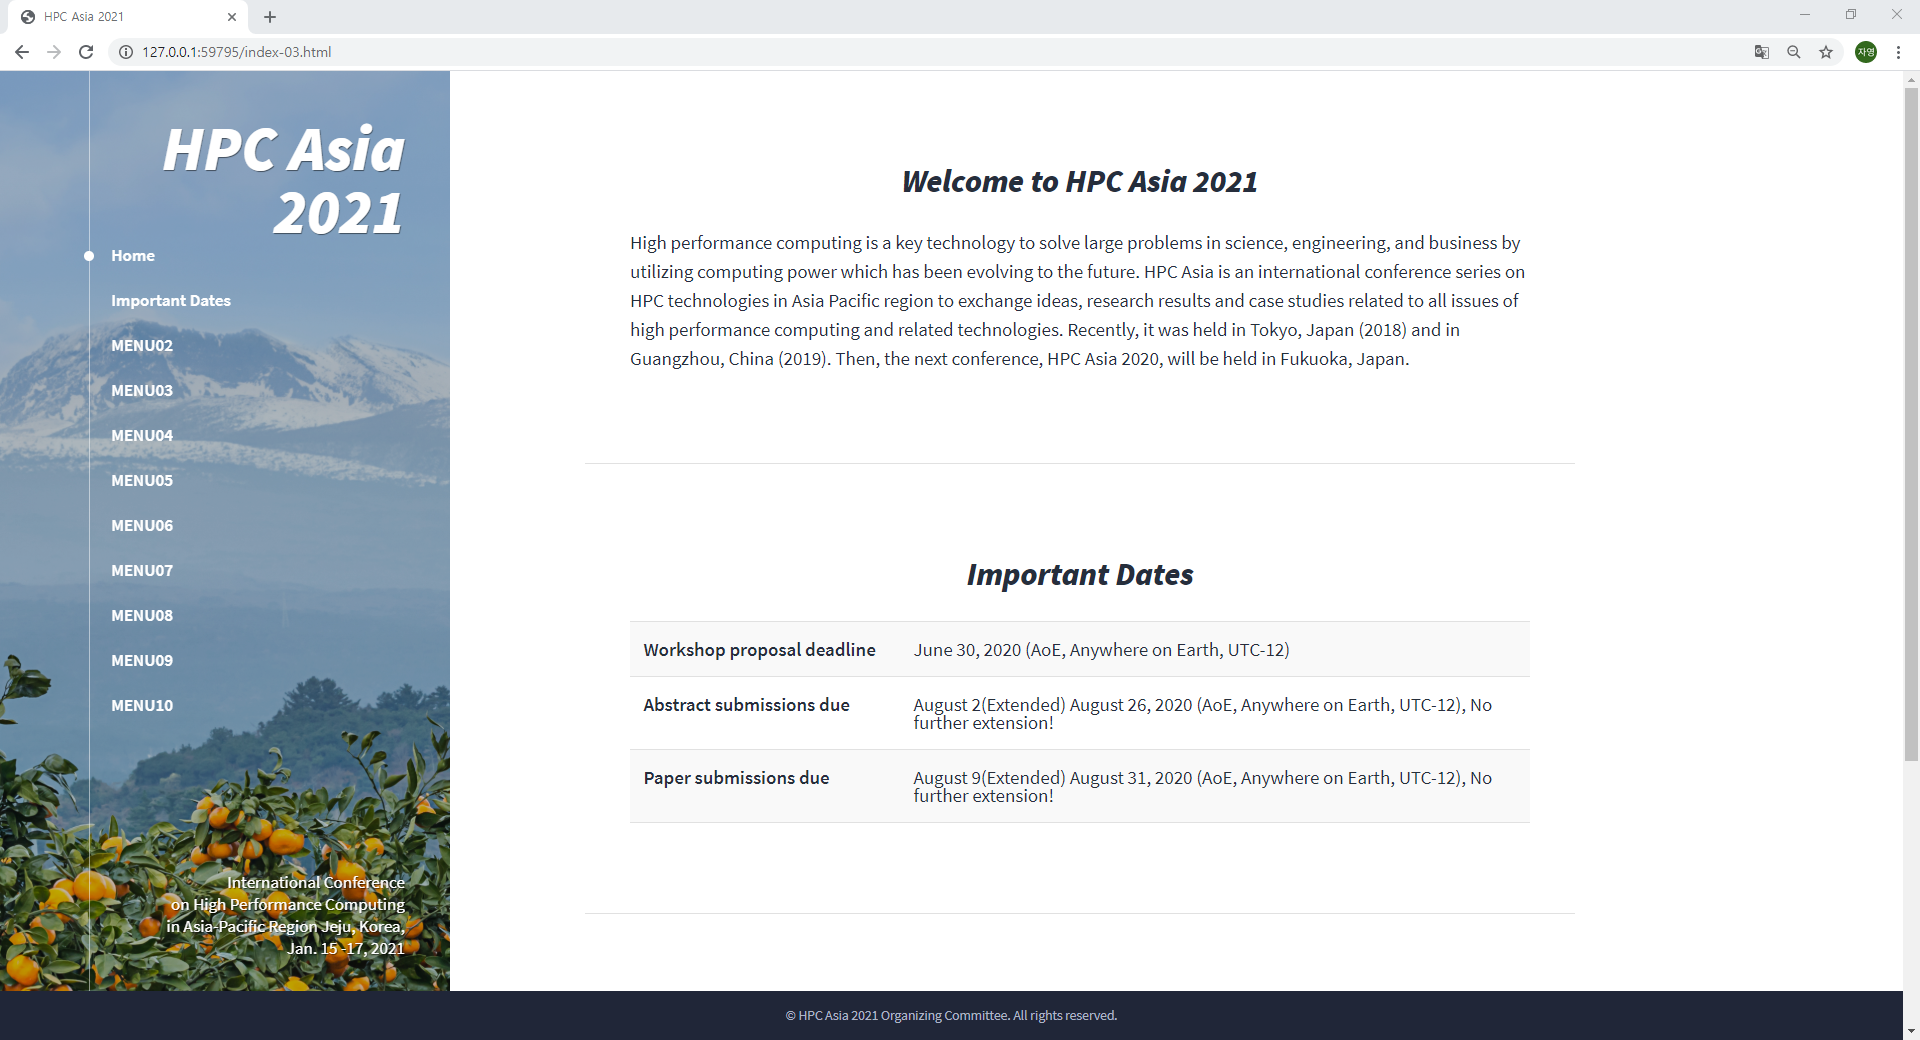 HPC Asia 2021
127.0.0.1:59795/index-03.html
자영
HPC Asia
2021
Home
Important Dates
MENU02
MENU03
MENU04
MENU05
MENU06
MENU07
MENU08
MENU09
MENU10
International Conference
on High Performance Computing
in Asia-Pacific Region Jeju, Korea,
Jan. 15 -17, 2021
Welcome to HPC Asia 2021
High performance computing is a key technology to solve large problems in science, engineering, and business by
utilizing computing power which has been evolving to the future. HPC Asia is an international conference series on
HPC technologies in Asia Pacific region to exchange ideas, research results and case studies related to all issues of
high performance computing and related technologies. Recently, it was held in Tokyo, Japan (2018) and in
Guangzhou, China (2019). Then, the next conference, HPC Asia 2020, will be held in Fukuoka, Japan.
Important Dates
Workshop proposal deadline June 30, 2020 (AoE, Anywhere on Earth, UTC-12)
Abstract submissions due August 2(Extended) August 26, 2020 (AoE, Anywhere on Earth, UTC-12), No
further extension!
Paper submissions due August 9(Extended) August 31, 2020 (AoE, Anywhere on Earth, UTC-12), No
further extension!
© HPC Asia 2021 Organizing Committee. All rights reserved.